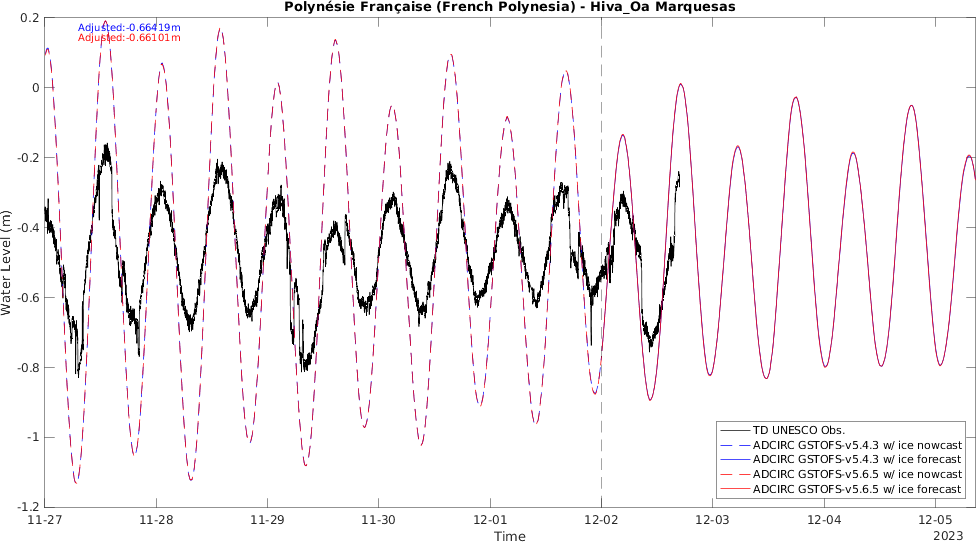 Polynésie Française (French Polynesia) - Hiva_Oa Marquesas
Adjusted:-0.66419m
Adjusted:-0.66101m
0.2
0
-0.2
-0.4
-0.6
-0.8
-1
-1.2
Water Level (m)
TD UNESCO Obs.
ADCIRC GSTOFS-v5.4.3 w/ ice nowcast
ADCIRC GSTOFS-v5.4.3 w/ ice forecast
ADCIRC GSTOFS-v5.6.5 w/ ice nowcast
ADCIRC GSTOFS-v5.6.5 w/ ice forecast
11-27 11-28 11-29 11-30 12-01 12-02 12-03 12-04 12-05
Time
2023